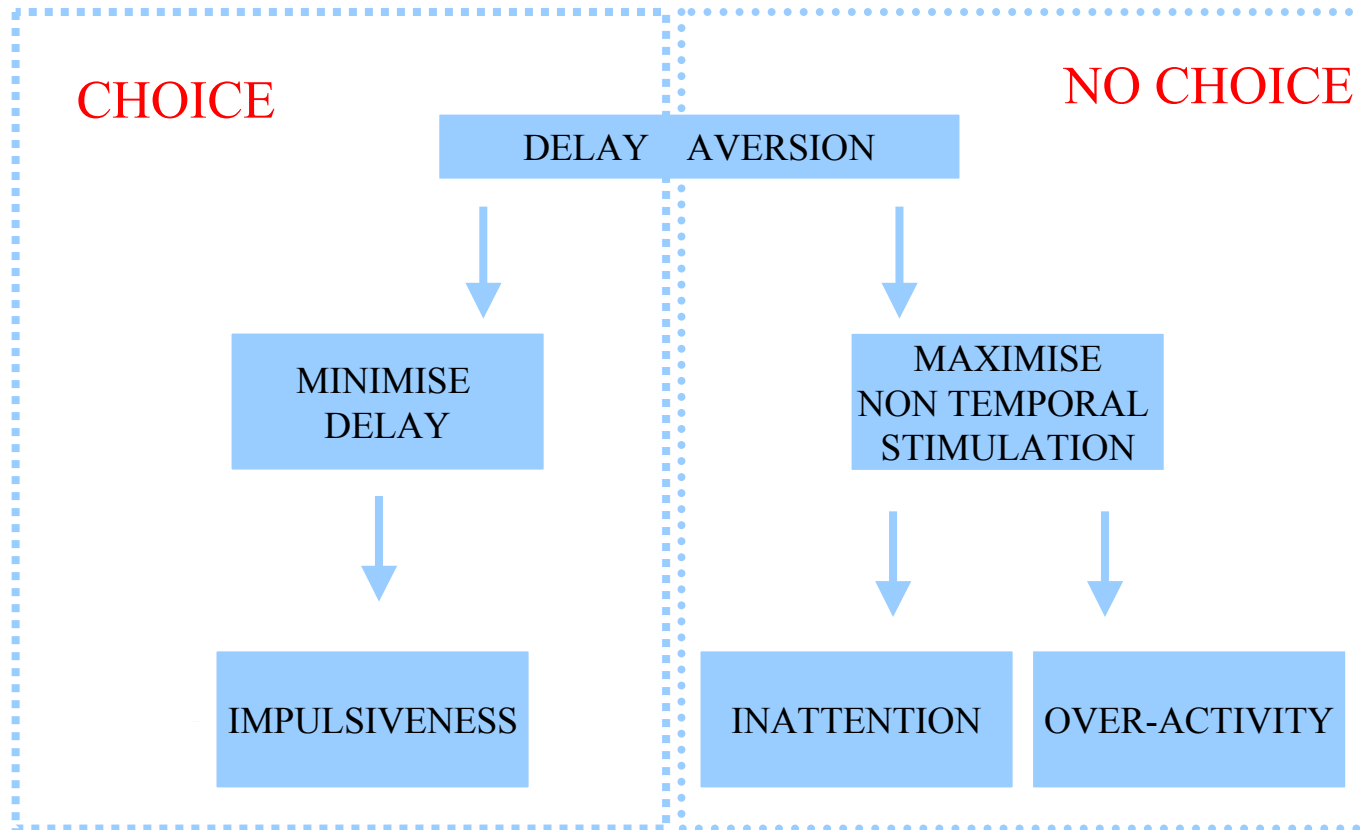 CHOICE
NO CHOICE
DELAY AVERSION
MINIMISE
DELAY
MAXIMISE
NON TEMPORAL
STIMULATION
IMPULSIVENESS
INATTENTION
OVER-ACTIVITY